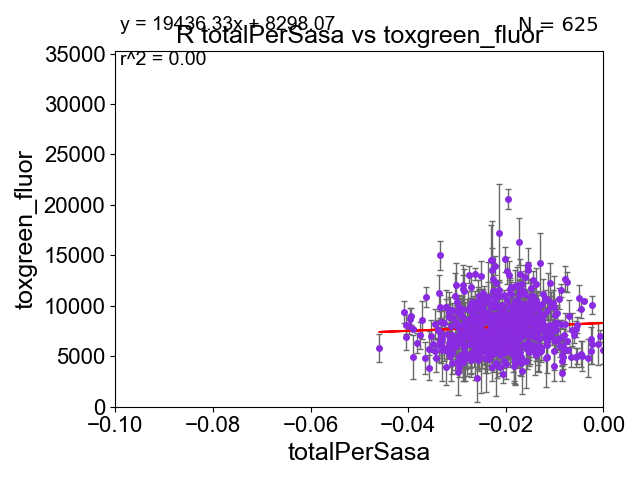 y = 19436.33x + 8298.07
N = 625
R totalPerSasa vs toxgreen_fluor
r^2 = 0.00
35000
30000
25000
20000
15000
10000
5000
0
toxgreen_fluor
−0.10 −0.08 −0.06 −0.04 −0.02 0.00
totalPerSasa